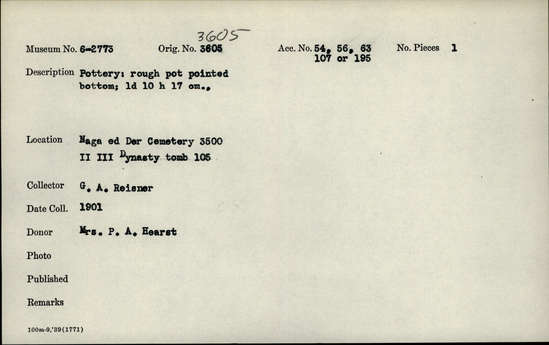 3605
Museum No. 6-2773 Orig. No. 3605 Acc. No. 54, 56, 63 No. Pieces 1
107 or 195
Description Pottery: rough pot pointed
bottom; 1d 10 h 17 cm.,
Location Naga ed Der Cemetery 3500
II III Dynasty tomb 105
Collector G. A. Reisner
Date Coll. 1901
Donor Mrs. P. A. Hearst
Photo
Published
Remarks
100m-9,'39(1771)